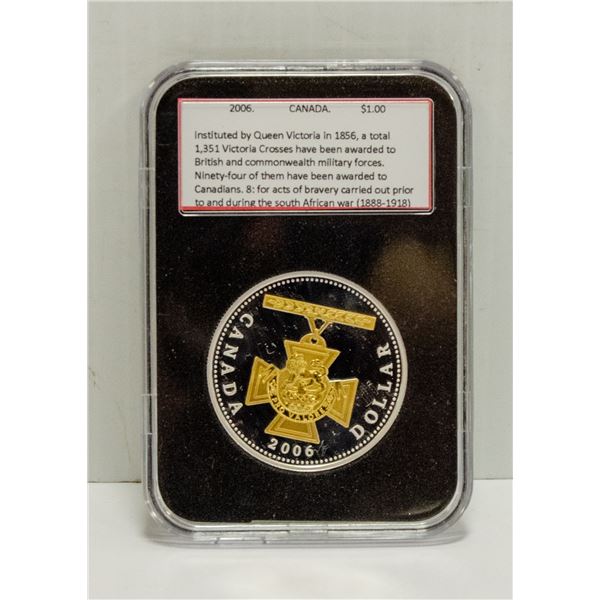 2006. CANADA. $1.00
instituted by Queen Victoria in 1856, a total
1,351 Victoria Crosses have been awarded to
British and commonwealth military forces.
Ninety-four of them have been awarded to
Canadians. 8: for acts of bravery carried out prior
to and during the south African war (1888-1918)
CANADA
DOLLAR
PRO VALORE
2006